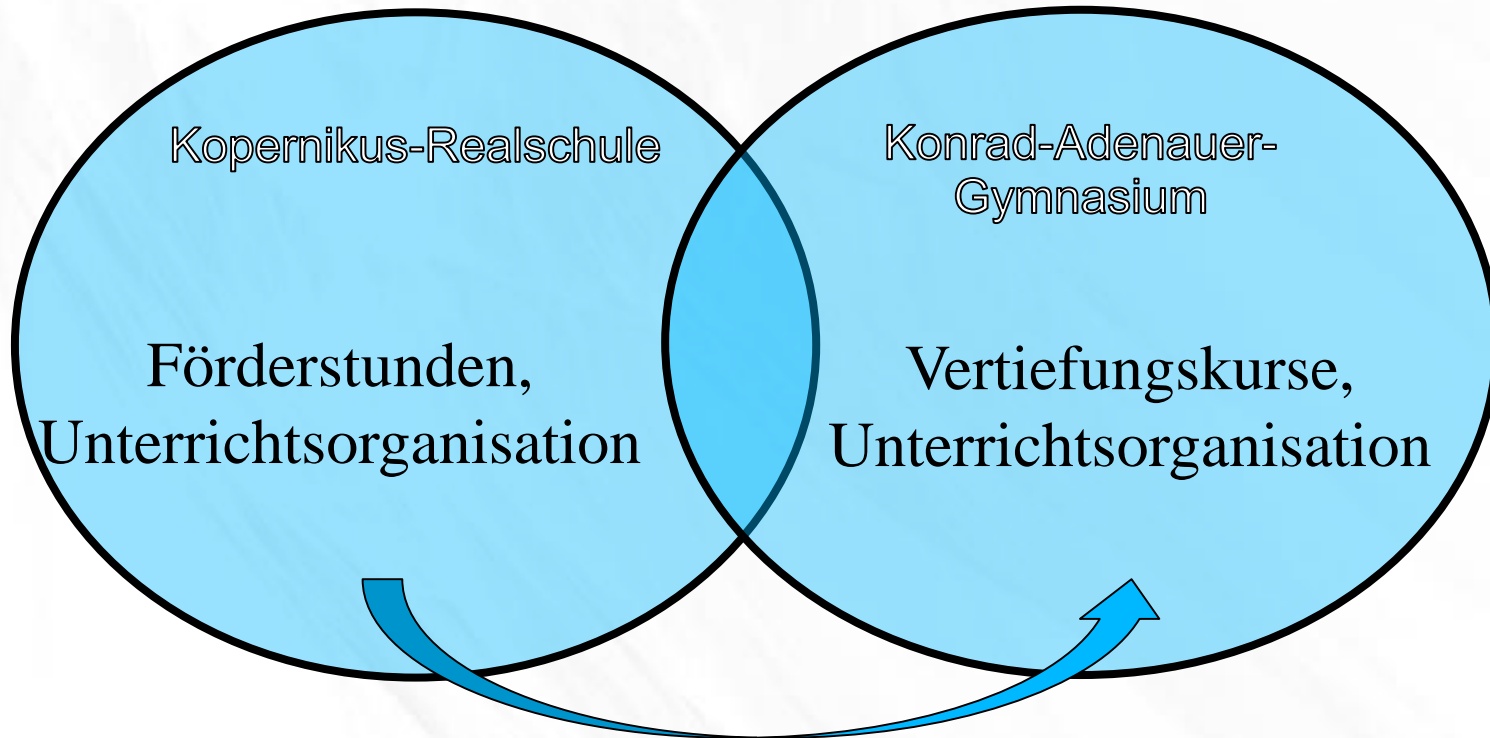 Kopernikus-Realschule
Förderstunden,
Unterrichtsorganisation
Konrad-Adenauer-
Gymnasium
Vertiefungskurse,
Unterrichtsorganisation